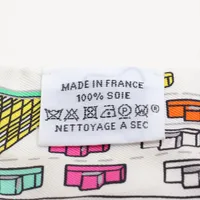 MADE IN FRANCE
100% SOIE
NETTOYAGE A SEC